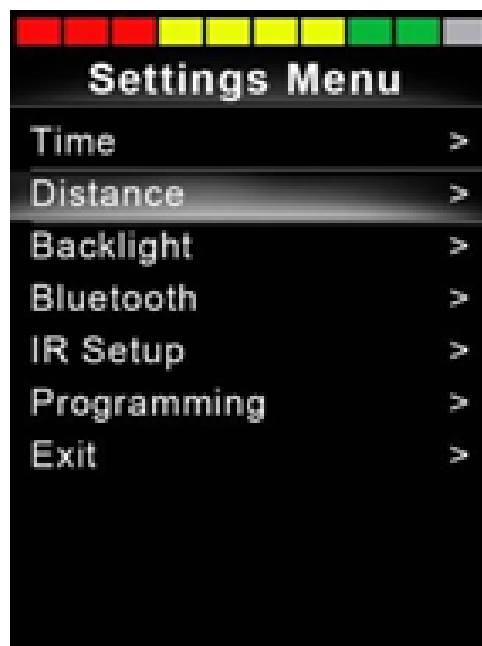 Settings Menu
Time >
Distance >
Backlight >
Bluetooth >
IR Setup >
Programming >
Exit >